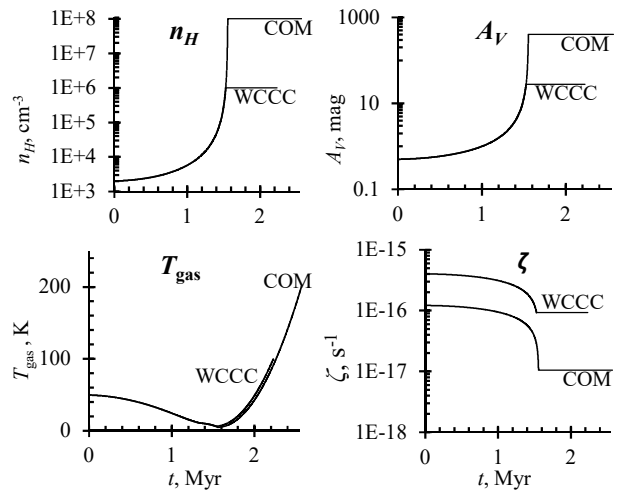 n_H
1E+8
1E+7
1E+6
1E+5
1E+4
1E+3
n_H, cm⁻³
COM
WCCC
0
1
2
A_V
1000
10
0.1
A_V, mag
COM
WCCC
0
1
2
T_gas
200
100
0
T_gas , K
COM
WCCC
0
1
2
t, Myr
ζ
1E-15
1E-16
1E-17
1E-18
ζ, s⁻¹
WCCC
COM
0
1
2
t, Myr